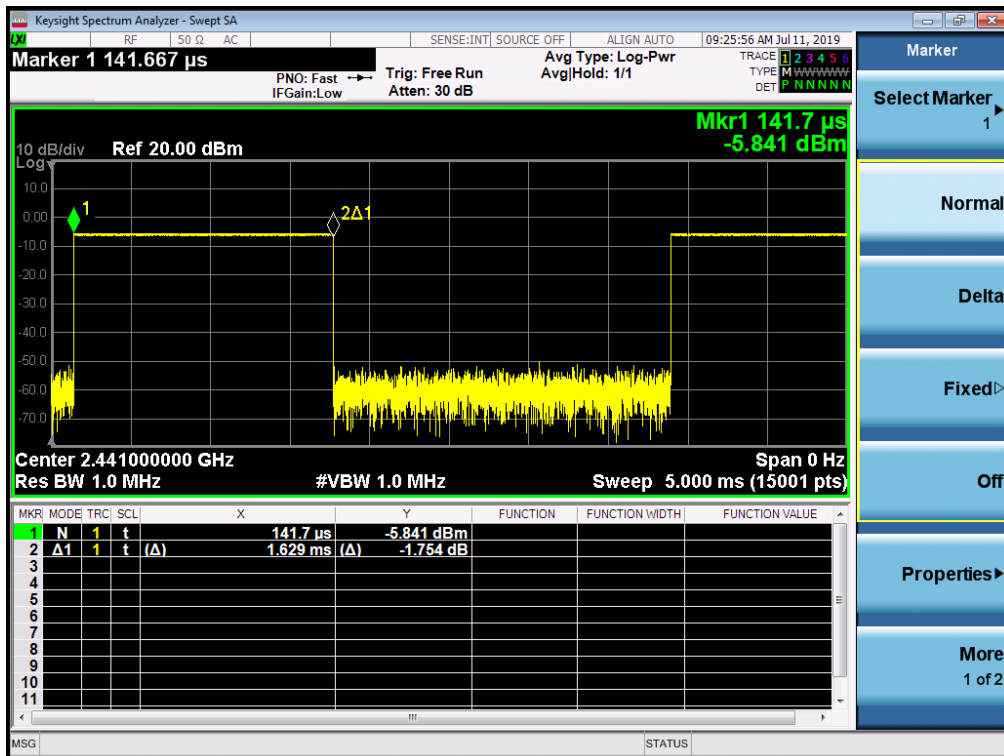 Keysight Spectrum Analyzer - Swept SA
LXI RF 50 Ω AC SENSE:INT SOURCE OFF ALIGN AUTO 09:25:56 AM Jul 11, 2019
Marker 1 141.667 µs
PNO: Fast
IFGain:Low
Trig: Free Run
Atten: 30 dB
Avg Type: Log-Pwr
Avg|Hold: 1/1
TRACE 1 2 3 4 5 6
TYPE M WWWWW
DET P N N N N N
Mkr1 141.7 µs
-5.841 dBm
10 dB/div Ref 20.00 dBm
Log
10.0
0.00
-10.0
-20.0
-30.0
-40.0
-50.0
-60.0
-70.0
1
2Δ1
Center 2.441000000 GHz Span 0 Hz
Res BW 1.0 MHz #VBW 1.0 MHz Sweep 5.000 ms (15001 pts)
MKR MODE TRC SCL X Y FUNCTION FUNCTION WIDTH FUNCTION VALUE
1 N 1 t 141.7 µs -5.841 dBm
2 Δ1 1 t (Δ) 1.629 ms (Δ) -1.754 dB
3
4
5
6
7
8
9
10
11
MSG STATUS
Marker
Select Marker
1
Normal
Delta
Fixed
Off
Properties
More
1 of 2